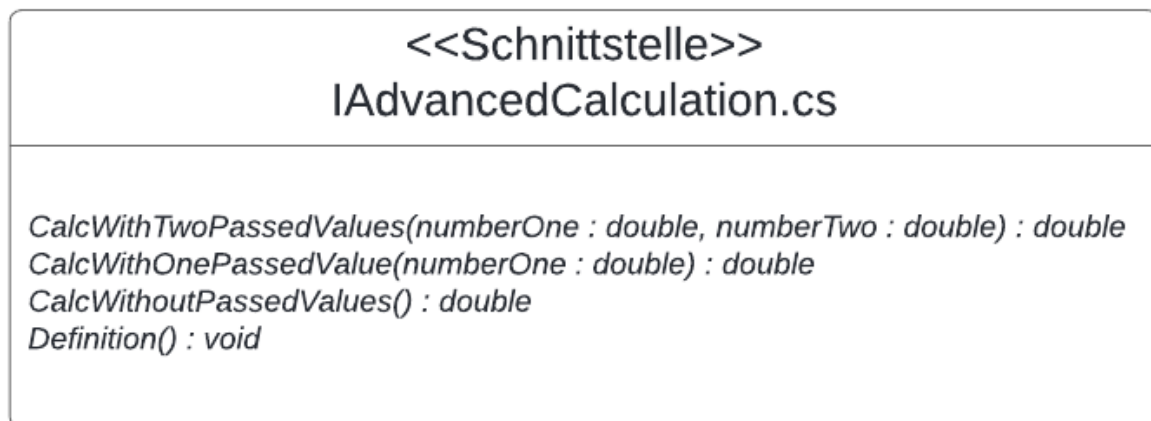 <<Schnittstelle>>
IAdvancedCalculation.cs
CalcWithTwoPassedValues(numberOne : double, numberTwo : double) : double
CalcWithOnePassedValue(numberOne : double) : double
CalcWithoutPassedValues() : double
Definition() : void